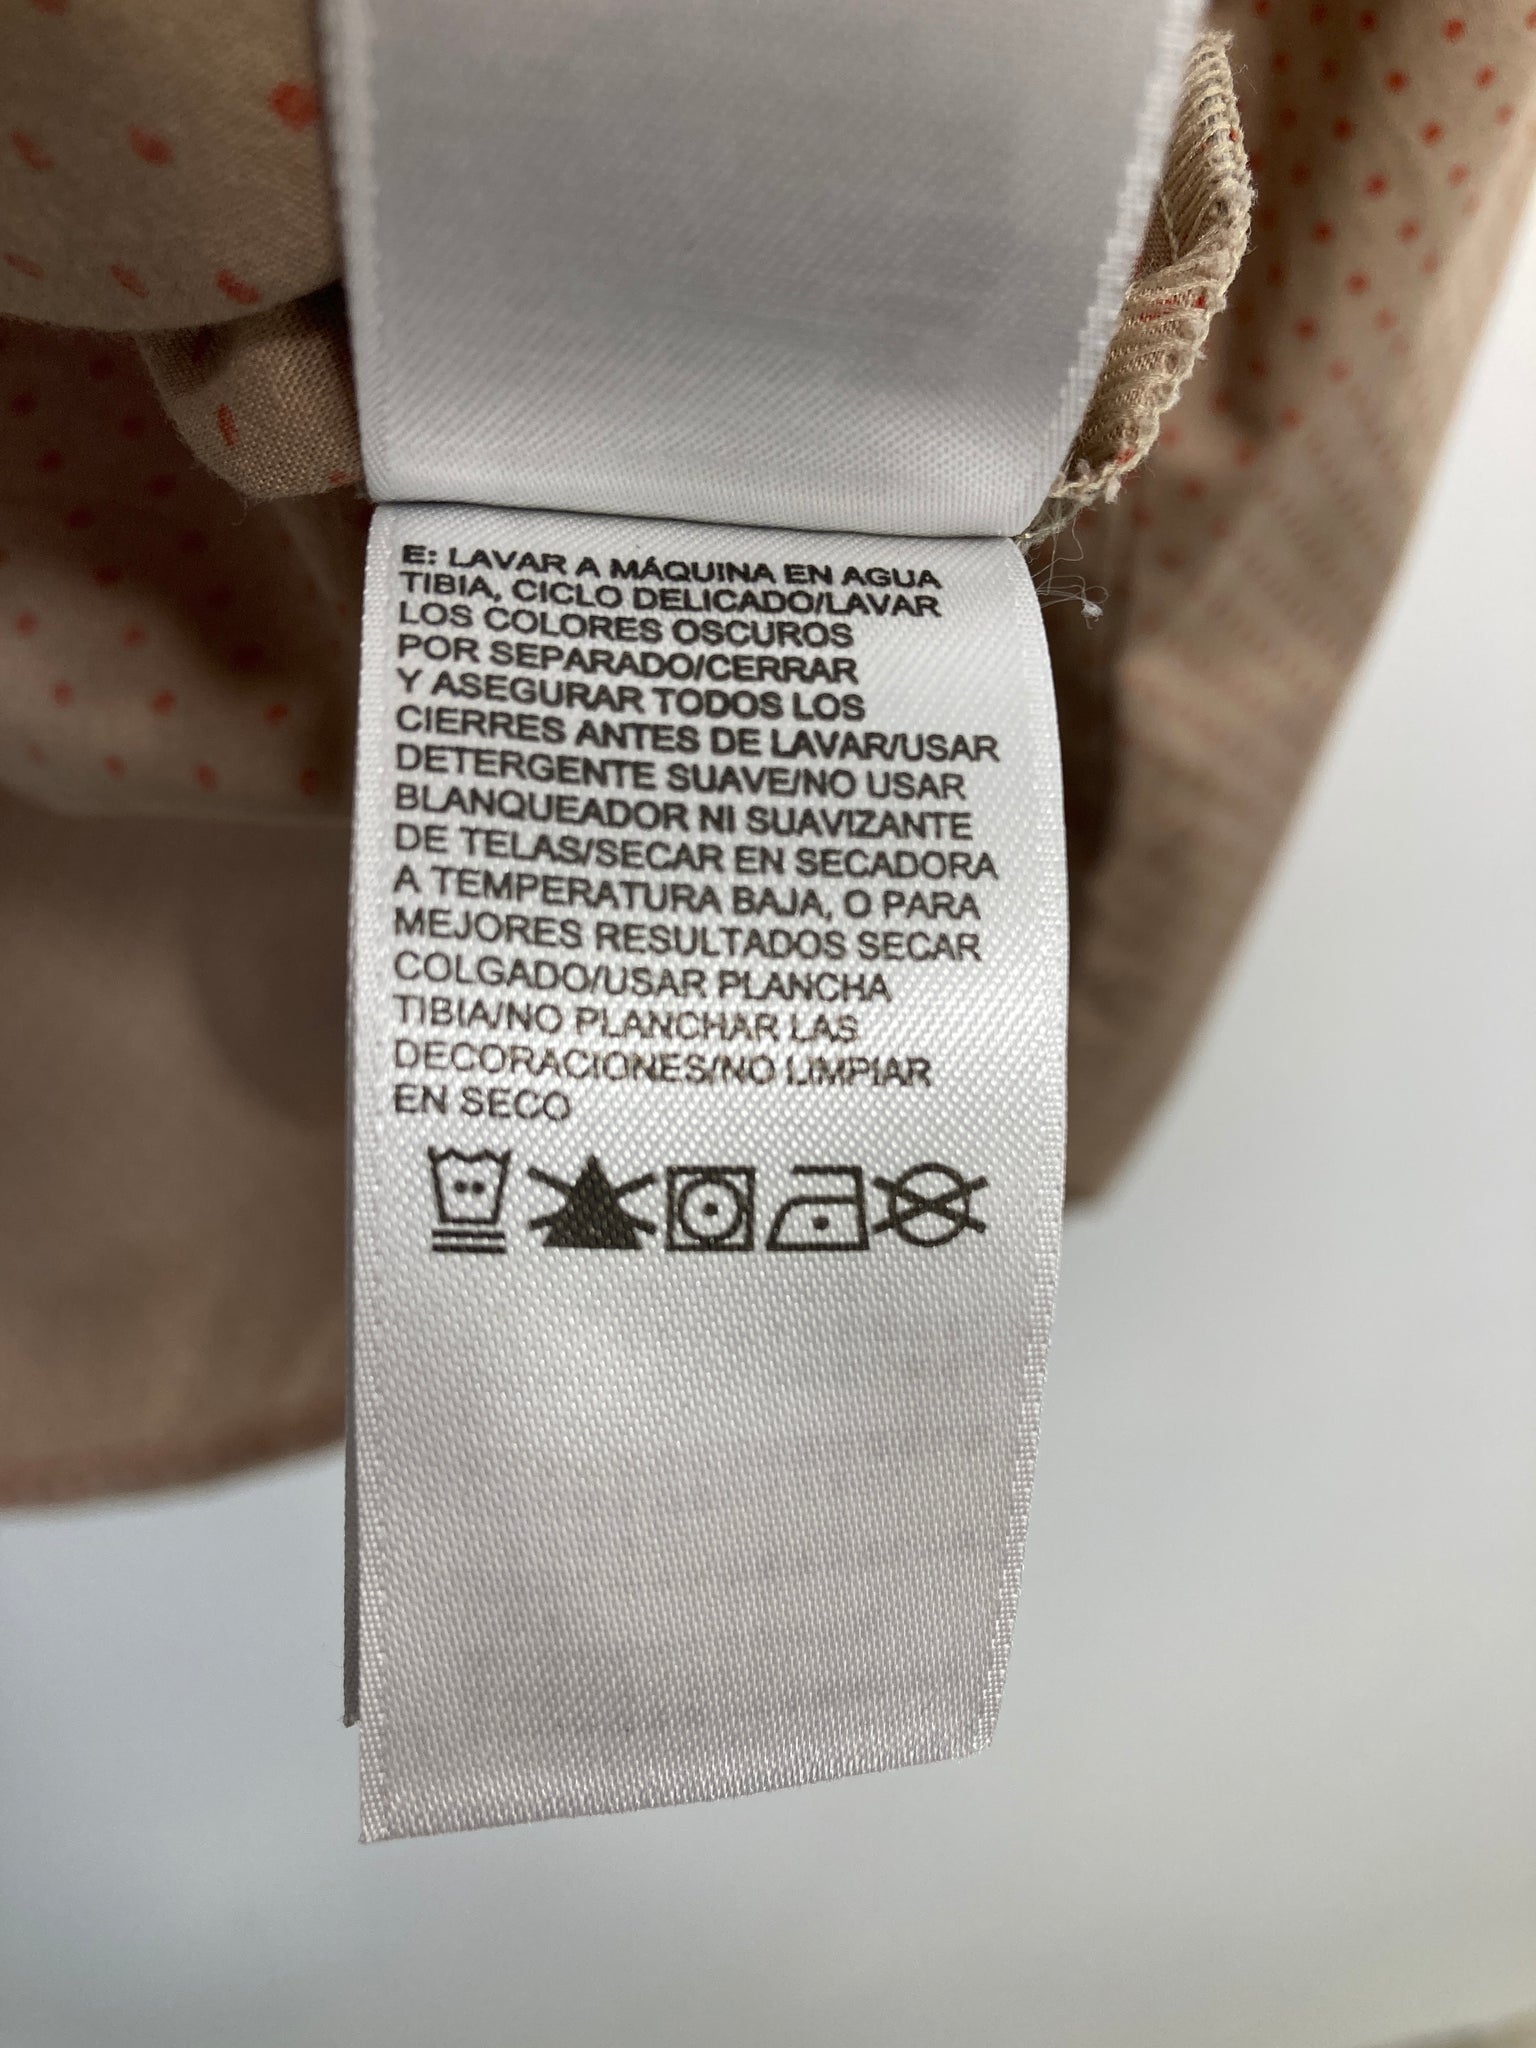 E: LAVAR A MÁQUINA EN AGUA
TIBIA, CICLO DELICADO/LAVAR
LOS COLORES OSCUROS
POR SEPARADO/CERRAR
Y ASEGURAR TODOS LOS
CIERRES ANTES DE LAVAR/USAR
DETERGENTE SUAVE/NO USAR
BLANQUEADOR NI SUAVIZANTE
DE TELAS/SECAR EN SECADORA
A TEMPERATURA BAJA, O PARA
MEJORES RESULTADOS SECAR
COLGADO/USAR PLANCHA
TIBIA/NO PLANCHAR LAS
DECORACIONES/NO LIMPIAR
EN SECO